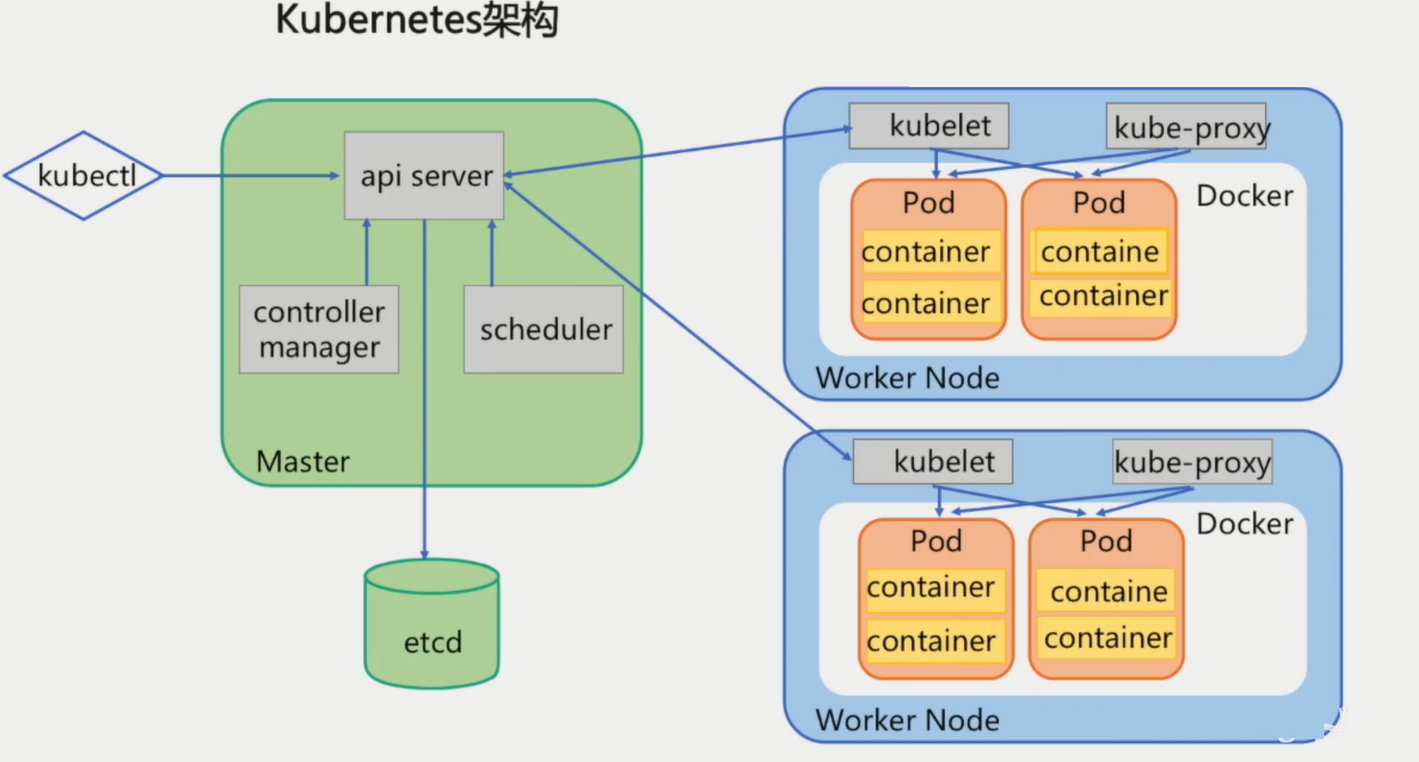 Kubernetes架构
kubectl
api server
controller
manager
scheduler
Master
etcd
kubelet
kube-proxy
Docker
Pod
container
container
Pod
containe
container
Worker Node
kubelet
kube-proxy
Docker
Pod
container
container
Pod
containe
container
Worker Node